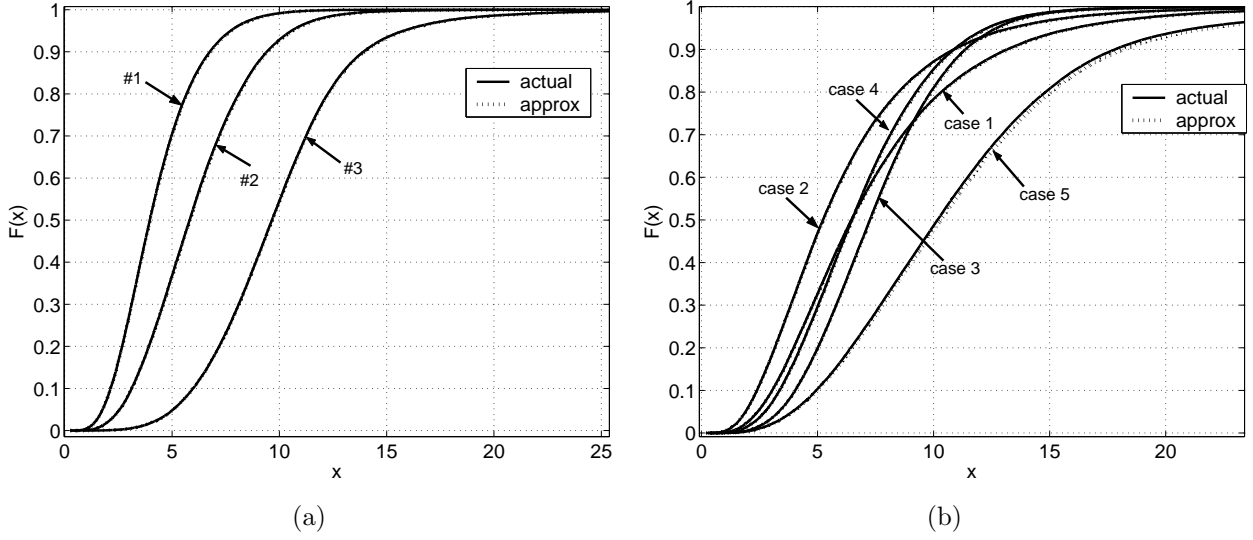 1
0.9
0.8
0.7
0.6
0.5
0.4
0.3
0.2
0.1
0
F(x)
0 5 10 15 20 25
x
#1
#2
#3
actual
approx
(a)
1
0.9
0.8
0.7
0.6
0.5
0.4
0.3
0.2
0.1
0
F(x)
0 5 10 15 20
x
case 4
case 1
case 2
case 5
case 3
actual
approx
(b)